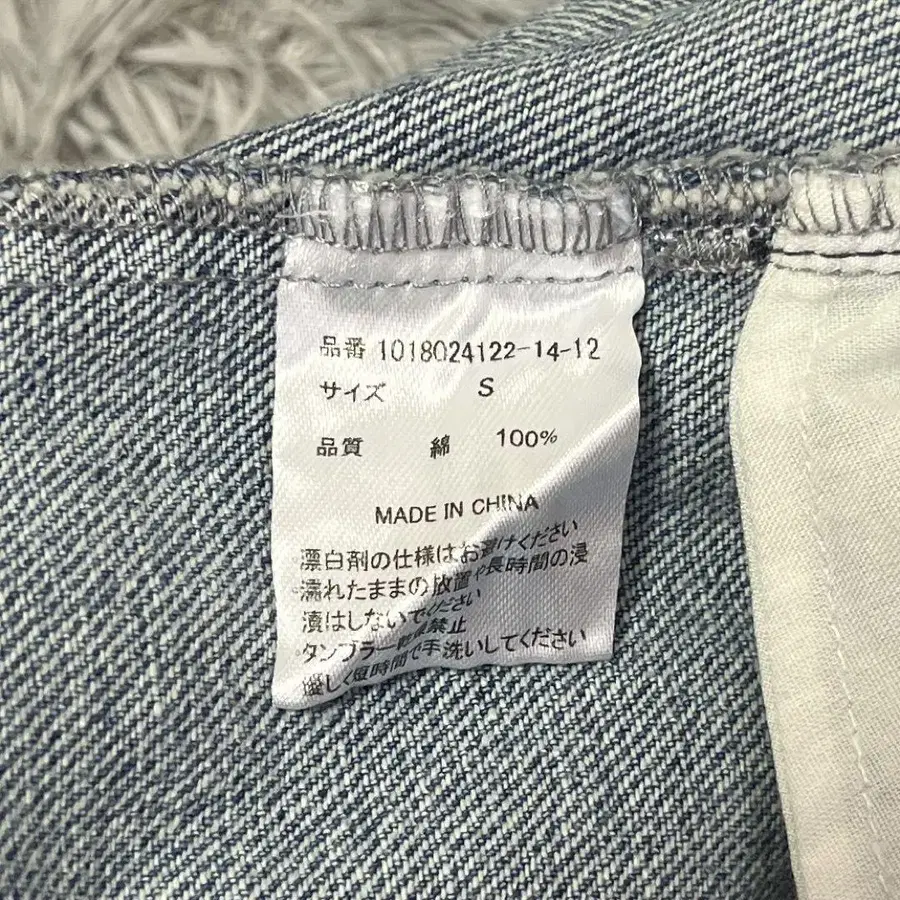 品番 1018024122-14-12
サイズ S
品質 綿 100%
MADE IN CHINA
漂白剤の仕様はお避けください
濡れたままの放置や長時間の浸
漬はしないでください
タンブラー乾燥禁止
優しく短時間で手洗いしてください